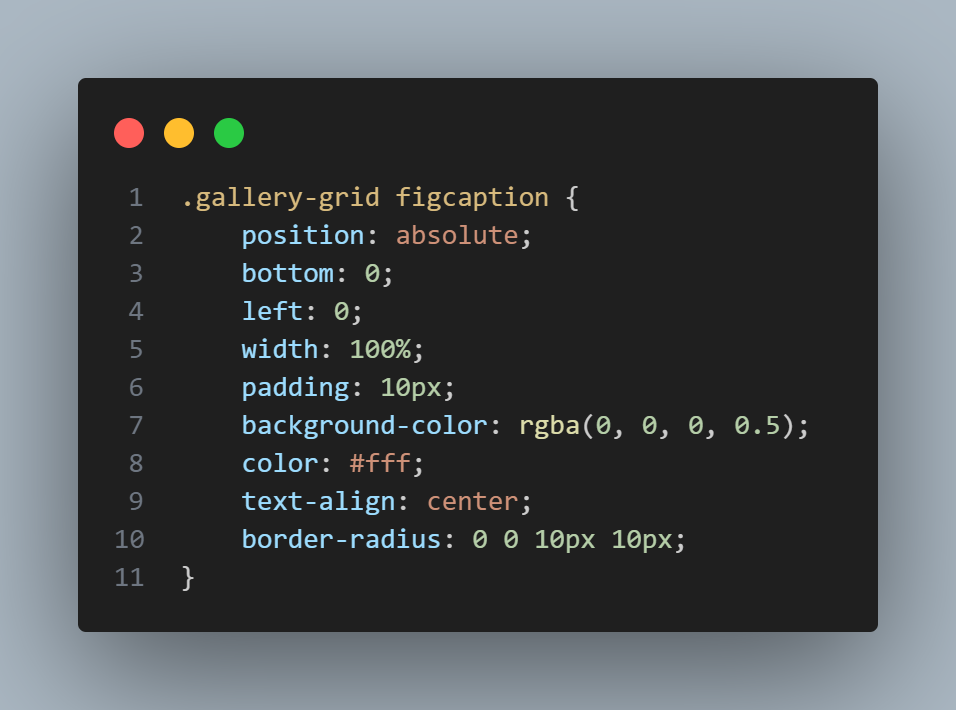 1 .gallery-grid figcaption {
2     position: absolute;
3     bottom: 0;
4     left: 0;
5     width: 100%;
6     padding: 10px;
7     background-color: rgba(0, 0, 0, 0.5);
8     color: #fff;
9     text-align: center;
10     border-radius: 0 0 10px 10px;
11 }